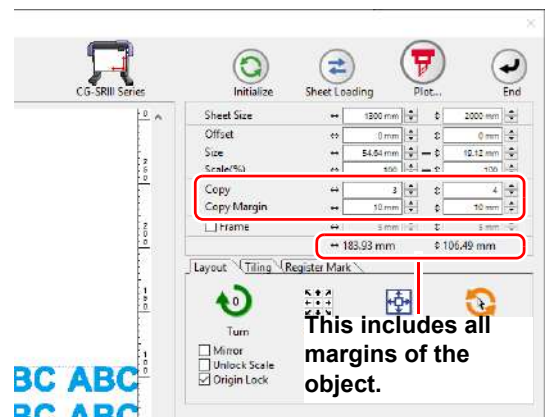 CG-SRIII Series
Initialize
Sheet Loading
Plot...
End
Sheet Size 1300 mm 2000 mm
Offset 0 mm 0 mm
Size 54.64 mm 19.12 mm
Scale(%) 100 100
Copy 3 4
Copy Margin 10 mm 10 mm
Frame 5 mm 5 mm
183.93 mm 106.49 mm
Layout Tiling Register Mark
0
Turn
Mirror
Unlock Scale
Origin Lock
This includes all
margins of the
object.
BC ABC
BC ABC